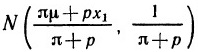 N(πμ + px₁ / π + p, 1 / π + p)